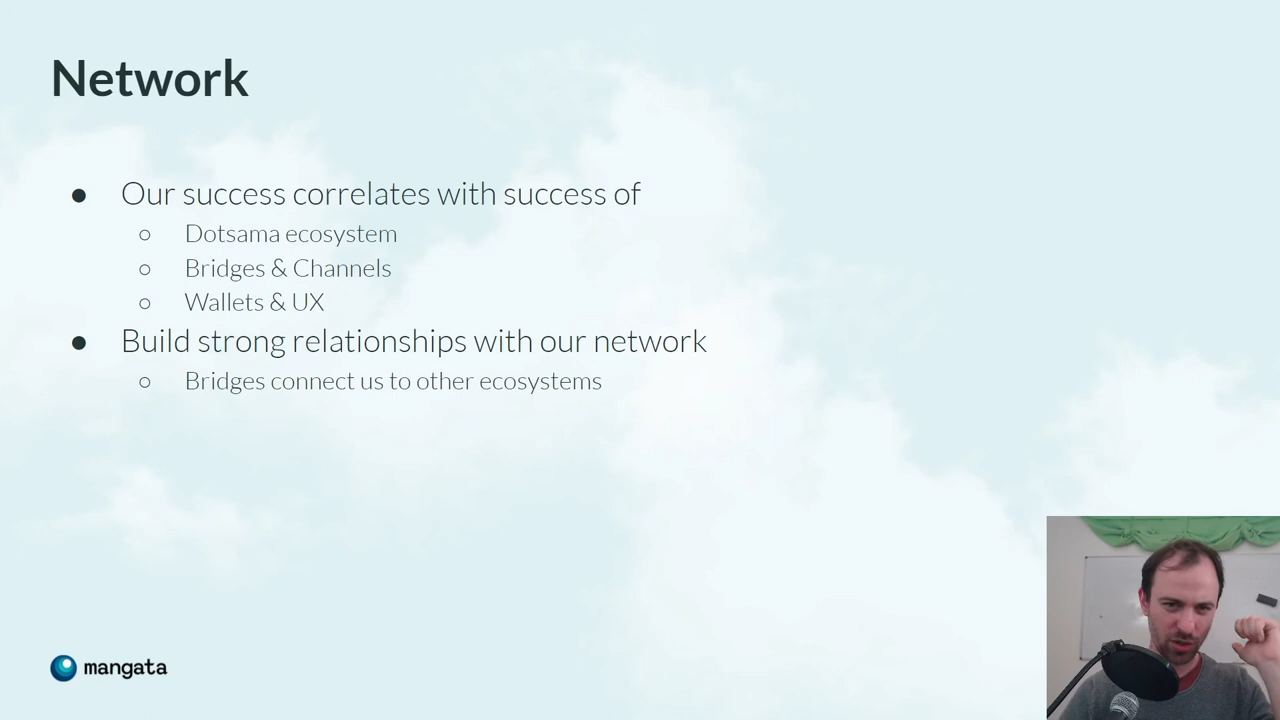 Network
● Our success correlates with success of
○ Dotsama ecosystem
○ Bridges & Channels
○ Wallets & UX
● Build strong relationships with our network
○ Bridges connect us to other ecosystems
mangata